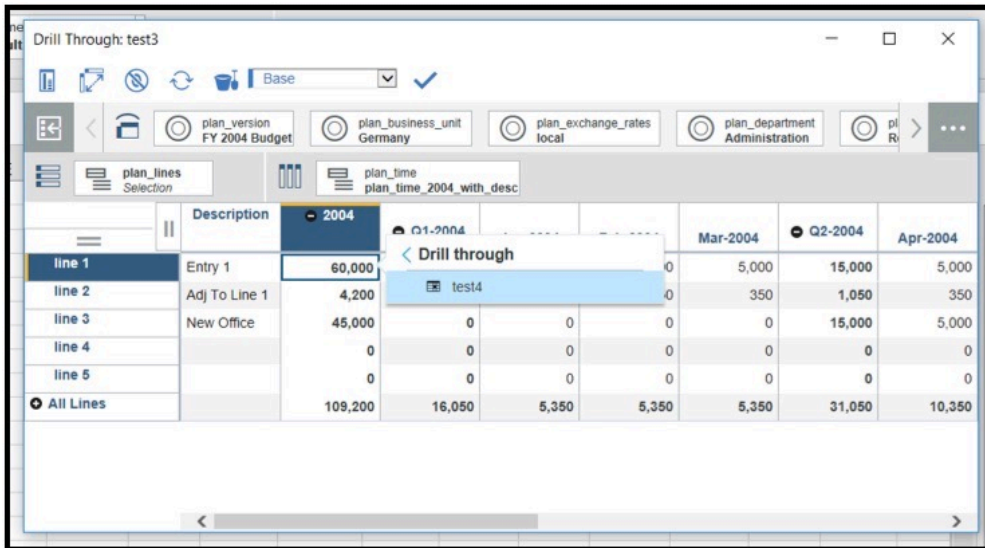 Drill Through: test3
Base
plan_version
FY 2004 Budget
plan_business_unit
Germany
plan_exchange_rates
local
plan_department
Administration
plan_lines
Selection
plan_time
plan_time_2004_with_desc
Description 2004 Q1-2004 Mar-2004 Q2-2004 Apr-2004
Drill through
test4
line 1 Entry 1 60,000 5,000 15,000 5,000
line 2 Adj To Line 1 4,200 350 1,050 350
line 3 New Office 45,000 0 0 0 0 15,000 5,000
line 4 0 0 0 0 0 0 0
line 5 0 0 0 0 0 0 0
All Lines 109,200 16,050 5,350 5,350 5,350 31,050 10,350